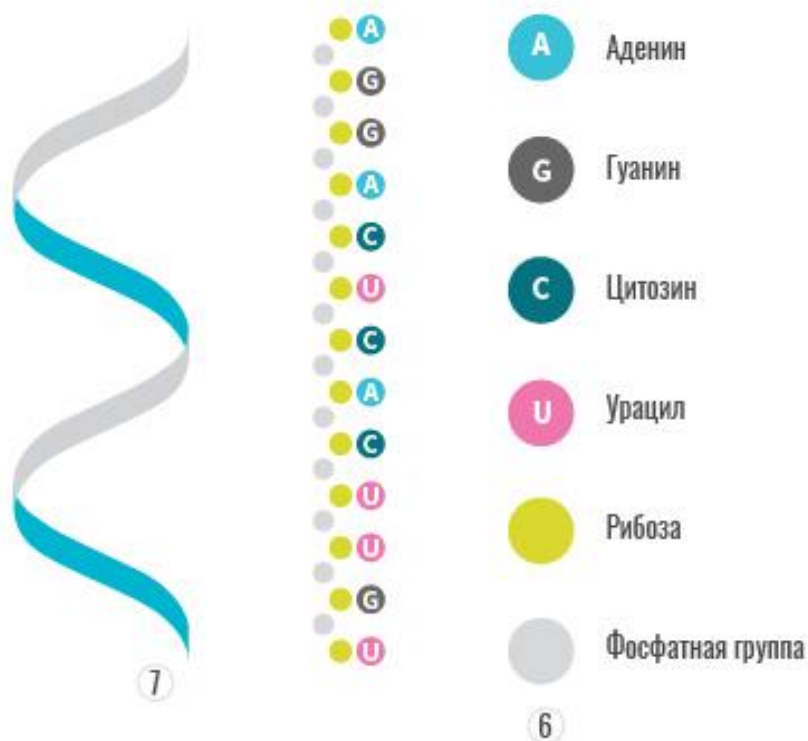 A
G
G
A
C
U
C
A
C
U
U
G
U
A Аденин
G Гуанин
C Цитозин
U Урацил
Рибоза
Фосфатная группа
7
6